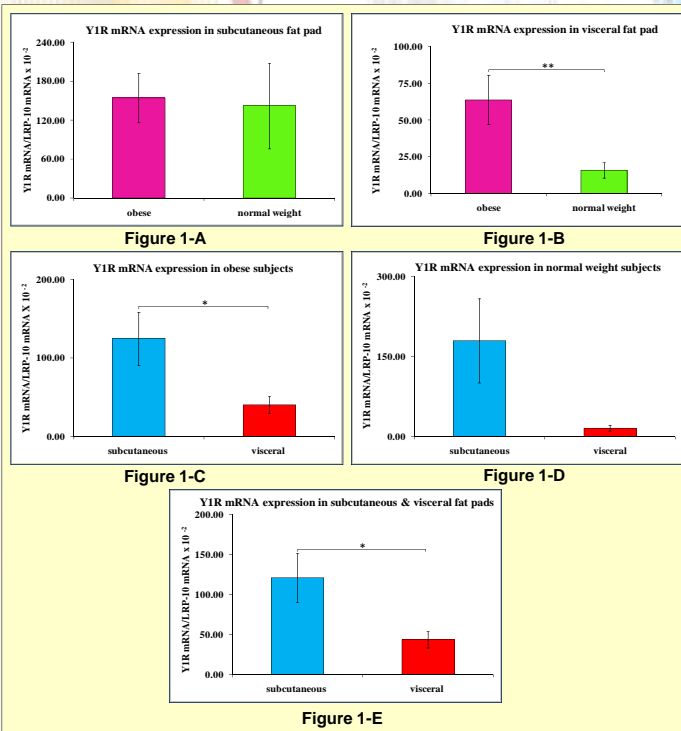 Y1R mRNA expression in subcutaneous fat pad
Y1R mRNA/LRP-10 mRNA x 10 -2
240.00
180.00
120.00
60.00
0.00
obese normal weight
Figure 1-A
Y1R mRNA expression in visceral fat pad
Y1R mRNA/LRP-10 mRNA x 10 -2
100.00
75.00
50.00
25.00
0.00
**
obese normal weight
Figure 1-B
Y1R mRNA expression in obese subjects
Y1R mRNA/LRP-10 mRNA X 10 -2
200.00
100.00
0.00
*
subcutaneous visceral
Figure 1-C
Y1R mRNA expression in normal weight subjects
Y1R mRNA/LRP-10 mRNA x 10 -2
300.00
150.00
0.00
subcutaneous visceral
Figure 1-D
Y1R mRNA expression in subcutaneous & visceral fat pads
Y1R mRNA/LRP-10 mRNA x 10 -2
200.00
150.00
100.00
50.00
0.00
*
subcutaneous visceral
Figure 1-E